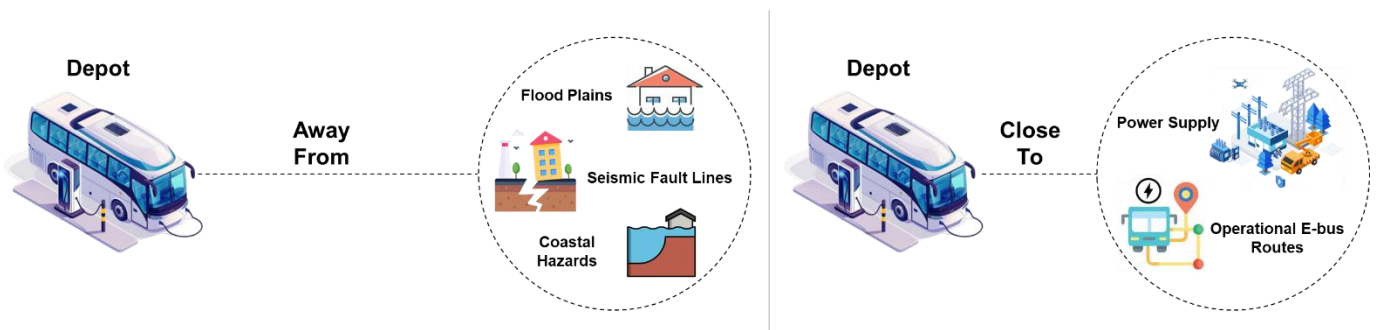 Depot
Away
From
Flood Plains
Seismic Fault Lines
Coastal
Hazards
Depot
Close
To
Power Supply
Operational E-bus
Routes